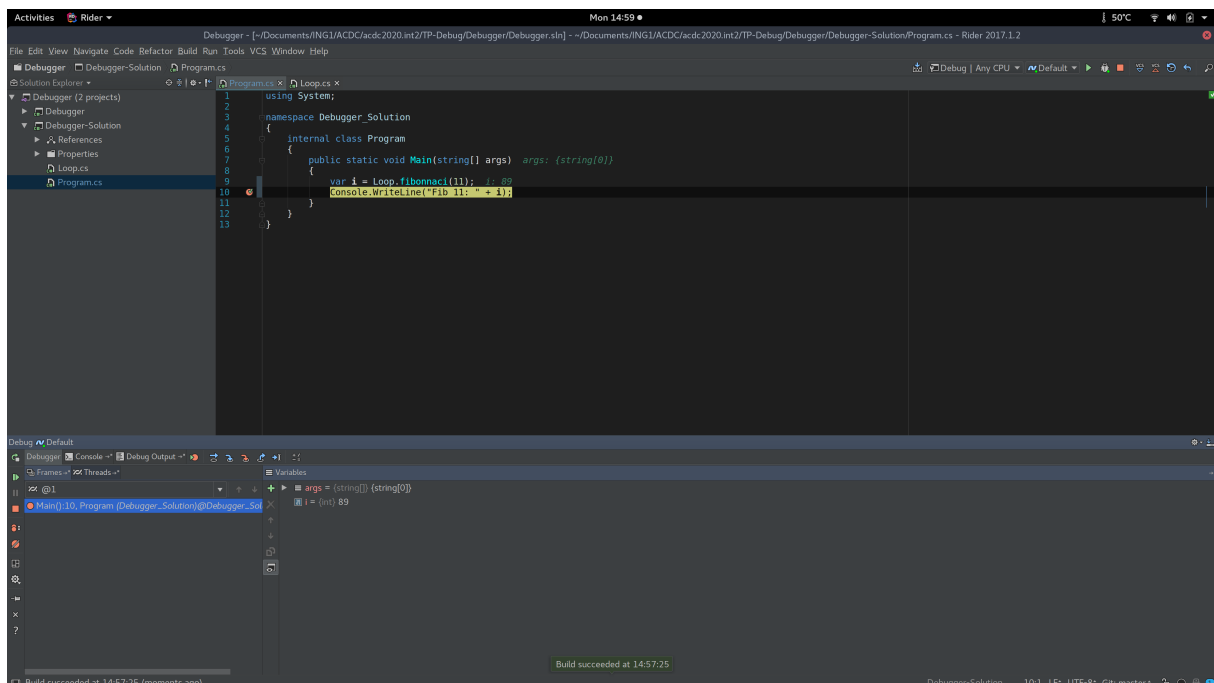 Activities Rider Mon 14:59 50°C
Debugger - [~/Documents/ING1/ACDC/acdc2020.int2/TP-Debug/Debugger/Debugger.sln] - ~/Documents/ING1/ACDC/acdc2020.int2/TP-Debug/Debugger/Debugger-Solution/Program.cs - Rider 2017.1.2
File Edit View Navigate Code Refactor Build Run Tools VCS Window Help
Debugger Debugger-Solution Program.cs Debug | Any CPU Default
Solution Explorer Program.cs Loop.cs
Debugger (2 projects)
Debugger
Debugger-Solution
References
Properties
Loop.cs
Program.cs
1 using System;
2
3 namespace Debugger_Solution
4 {
5 internal class Program
6 {
7 public static void Main(string[] args) args: {string[0]}
8 {
9 var i = Loop.fibonnaci(11); i: 89
10 Console.WriteLine("Fib 11: " + i);
11 }
12 }
13 }
Debug Default
Debugger Console Debug Output
Frames Threads Variables
@1 args = {string[]} {string[0]}
Main():10, Program (Debugger_Solution)@Debugger_Sol i = {int} 89
Build succeeded at 14:57:25
Build succeeded at 14:57:25 (moments ago) Debugger-Solution 10:1 LF: UTF-8: Git: master